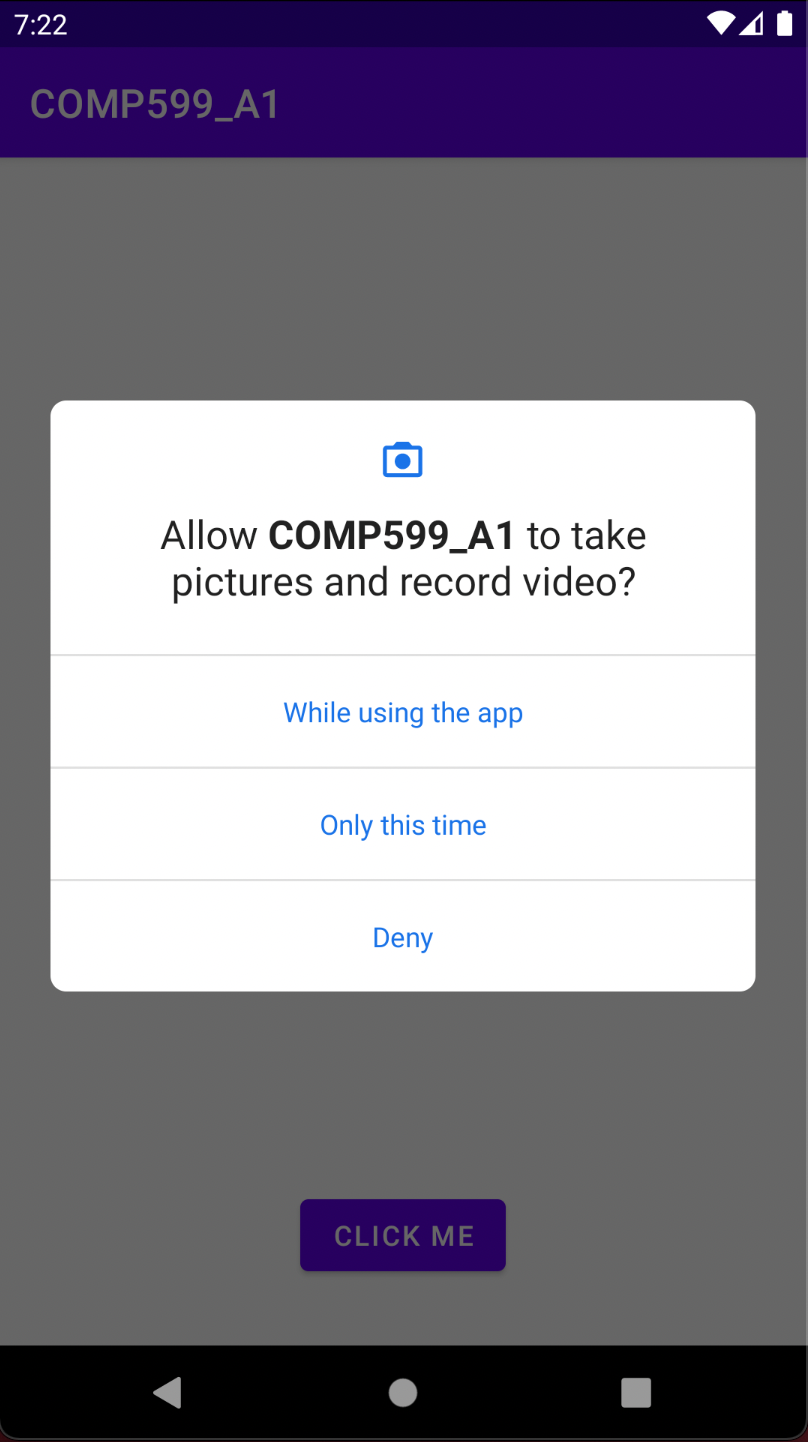 7:22
COMP599_A1
Allow COMP599_A1 to take
pictures and record video?
While using the app
Only this time
Deny
CLICK ME